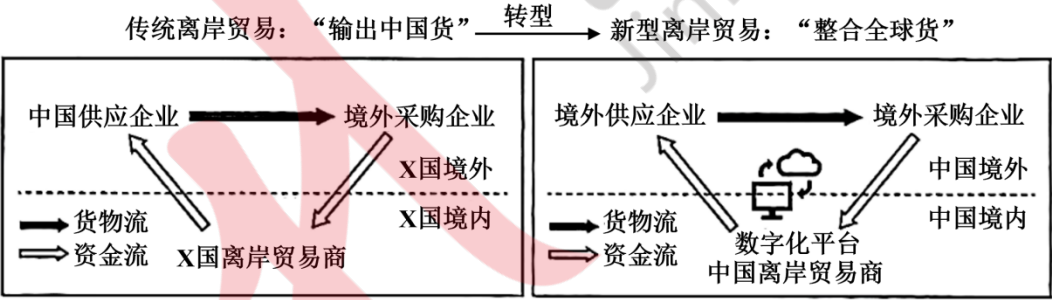 传统离岸贸易：“输出中国货” 转型 新型离岸贸易：“整合全球货”
中国供应企业 境外采购企业
X国境外
X国境内
货物流
资金流
X国离岸贸易商
境外供应企业 境外采购企业
中国境外
中国境内
货物流
资金流
数字化平台
中国离岸贸易商